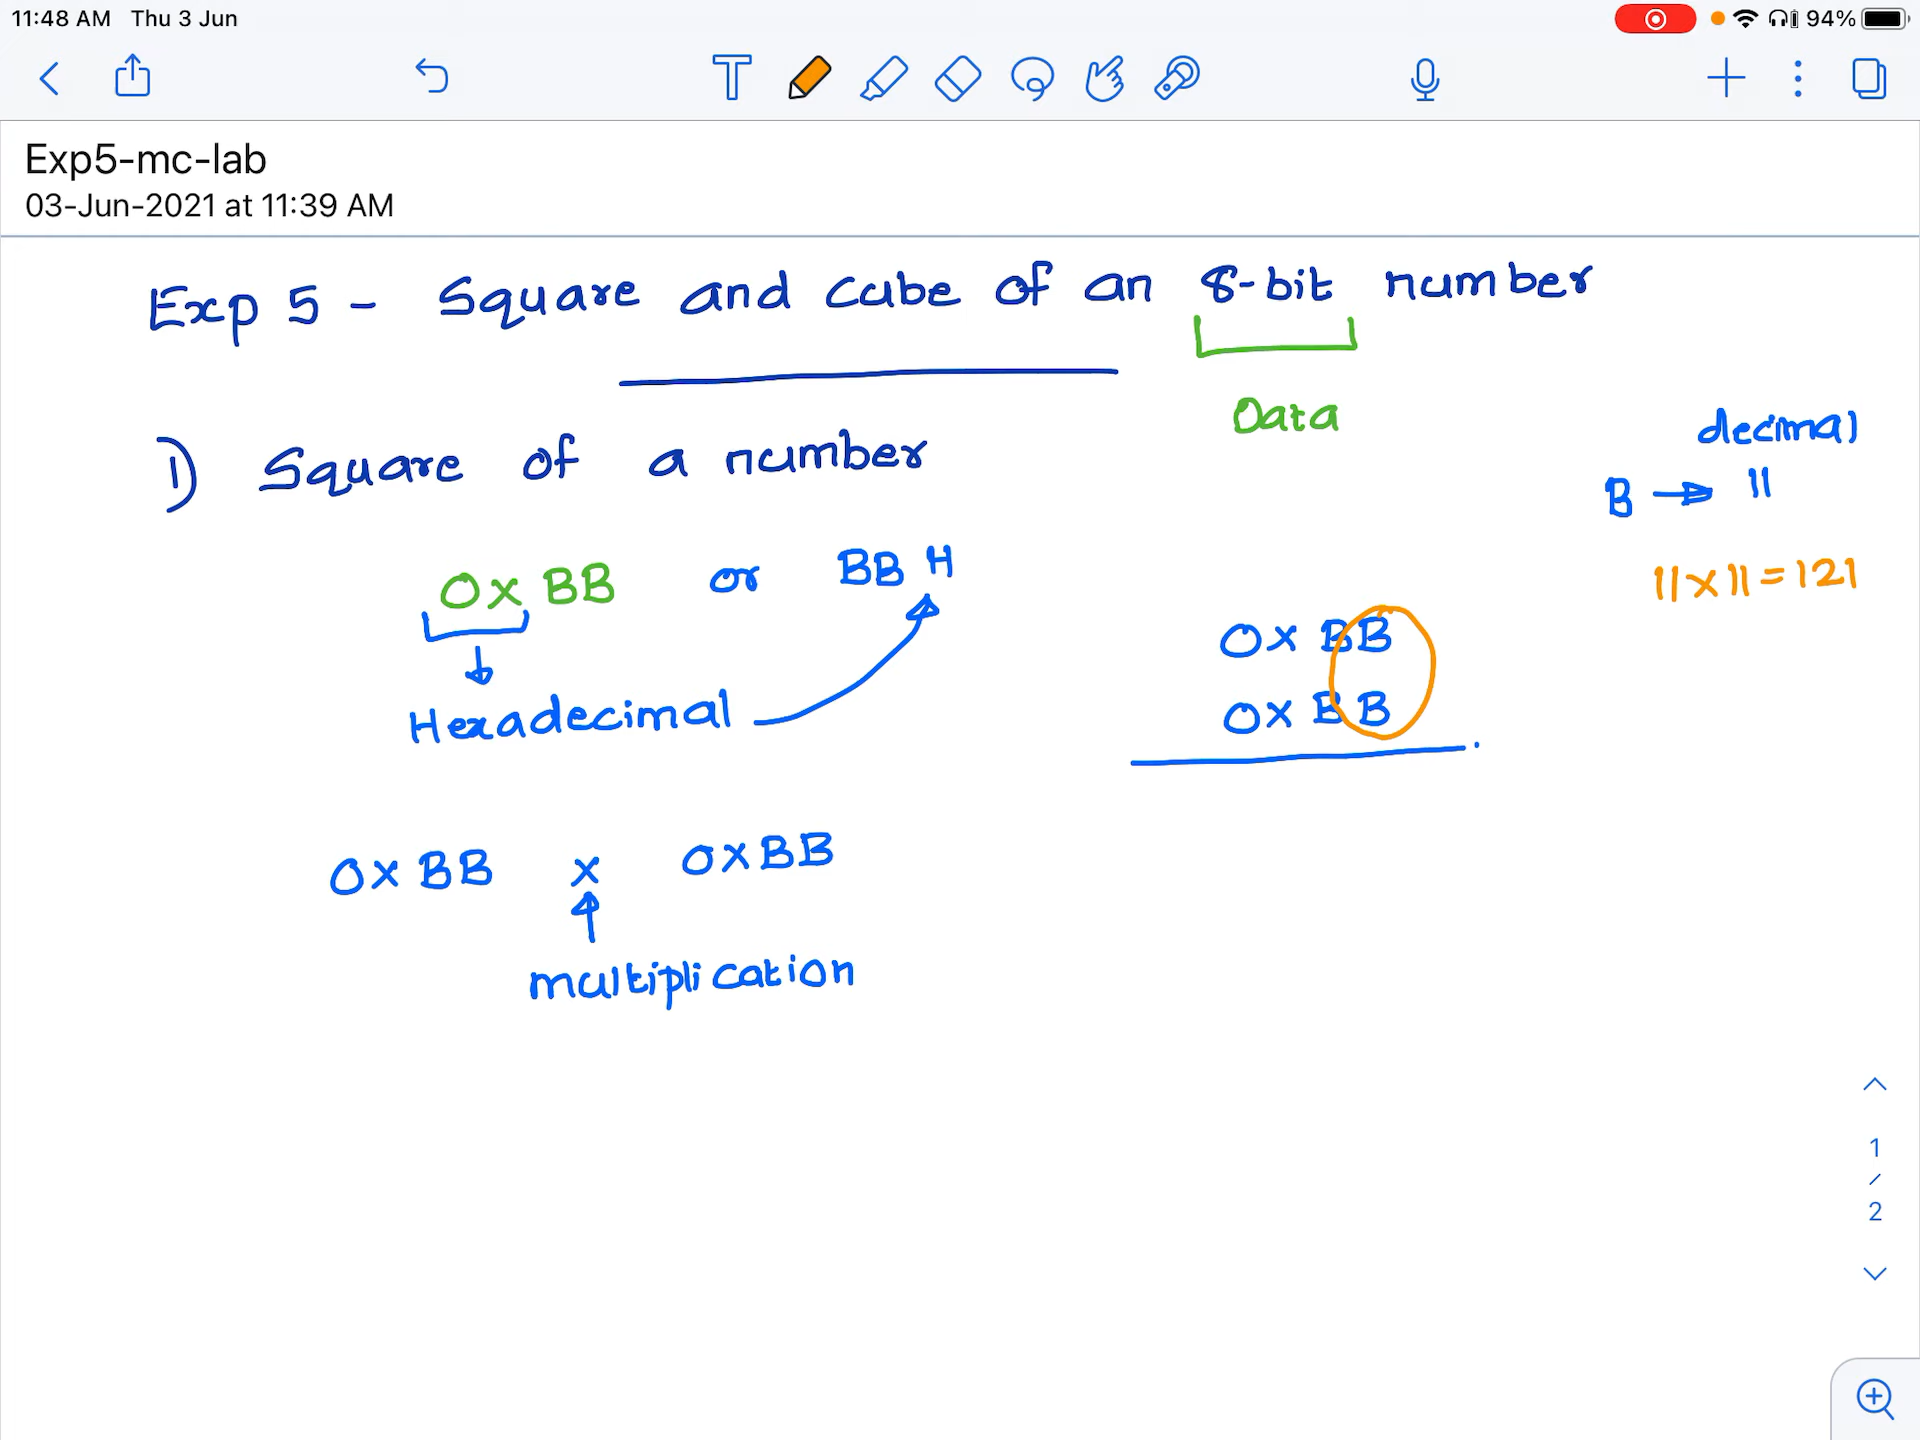 11:48 AM Thu 3 Jun
94%
T
Exp5-mc-lab
03-Jun-2021 at 11:39 AM
Exp 5 - Square and cube of an 8-bit number
Data
1) Square of a number
decimal
B → 11
0x BB or BB H
11 x 11 = 121
Hexadecimal
0x BB
0x BB
0x BB x 0x BB
multiplication
1
/
2